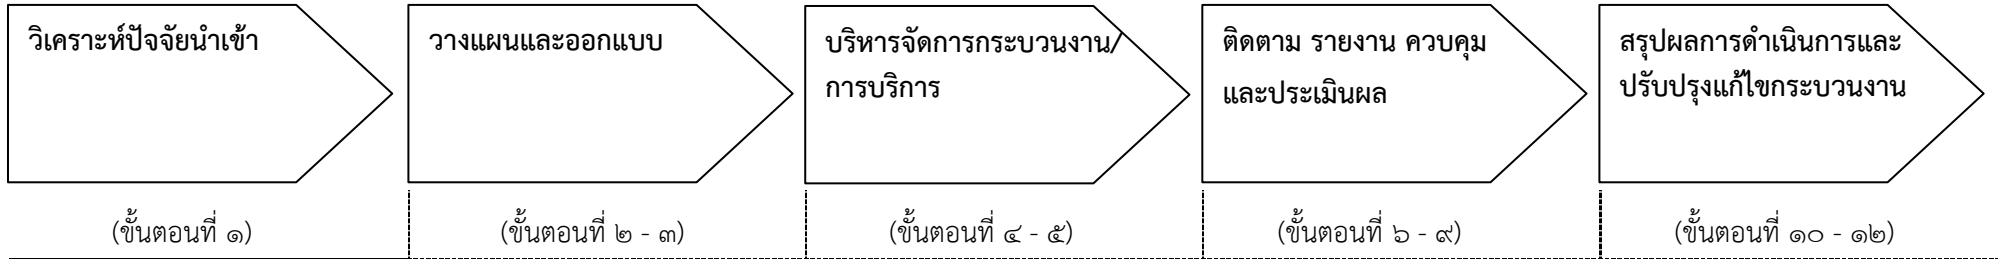 วิเคราะห์ปัจจัยนำเข้า
วางแผนและออกแบบ
บริหารจัดการกระบวนงาน/
การบริการ
ติดตาม รายงาน ควบคุม
และประเมินผล
สรุปผลการดำเนินการและ
ปรับปรุงแก้ไขกระบวนงาน
(ขั้นตอนที่ ๑)
(ขั้นตอนที่ ๒ - ๓)
(ขั้นตอนที่ ๔ - ๕)
(ขั้นตอนที่ ๖ - ๙)
(ขั้นตอนที่ ๑๐ - ๑๒)